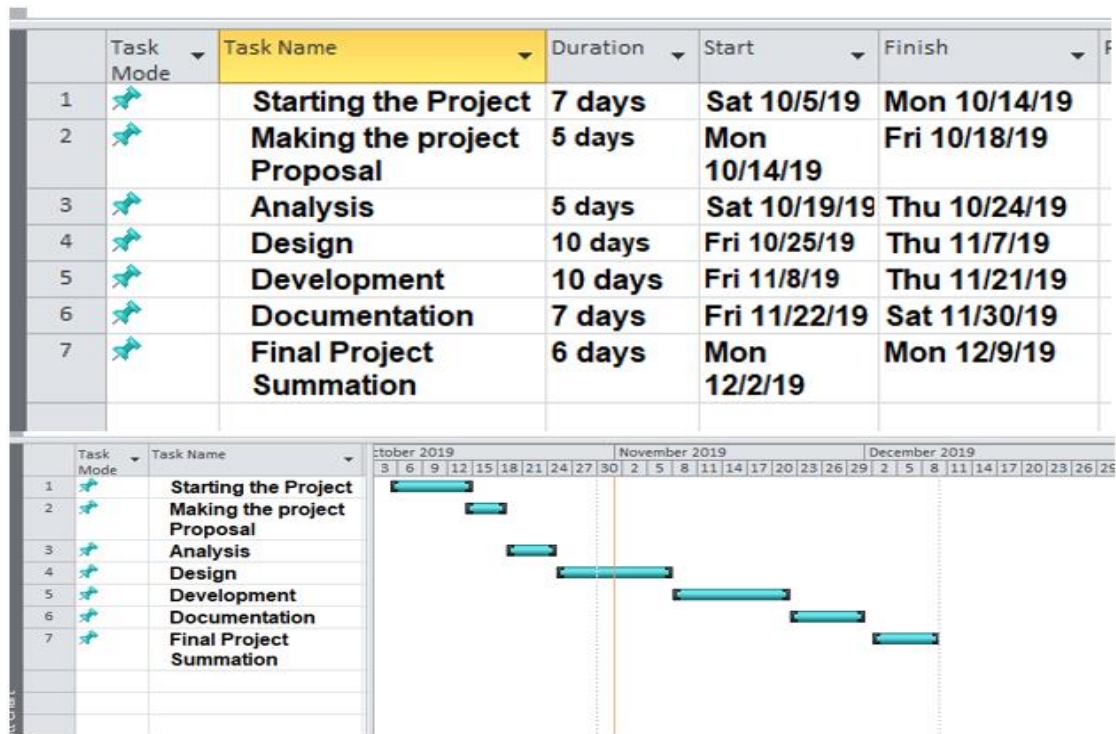 Task Mode Task Name Duration Start Finish
1 Starting the Project 7 days Sat 10/5/19 Mon 10/14/19
2 Making the project Proposal 5 days Mon 10/14/19 Fri 10/18/19
3 Analysis 5 days Sat 10/19/19 Thu 10/24/19
4 Design 10 days Fri 10/25/19 Thu 11/7/19
5 Development 10 days Fri 11/8/19 Thu 11/21/19
6 Documentation 7 days Fri 11/22/19 Sat 11/30/19
7 Final Project Summation 6 days Mon 12/2/19 Mon 12/9/19
Task Mode Task Name ctober 2019 November 2019 December 2019
3 6 9 12 15 18 21 24 27 30 2 5 8 11 14 17 20 23 26 29 2 5 8 11 14 17 20 23 26 29
1 Starting the Project
2 Making the project
Proposal
3 Analysis
4 Design
5 Development
6 Documentation
7 Final Project
Summation